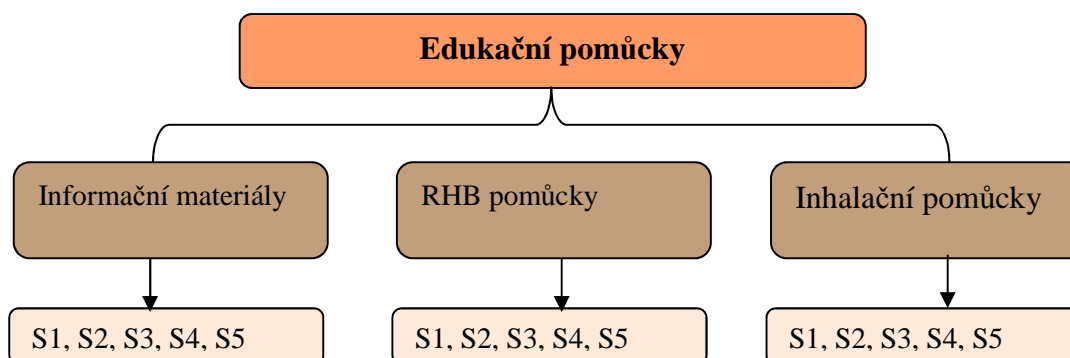 Edukační pomůcky
Informační materiály
RHB pomůcky
Inhalační pomůcky
S1, S2, S3, S4, S5
S1, S2, S3, S4, S5
S1, S2, S3, S4, S5